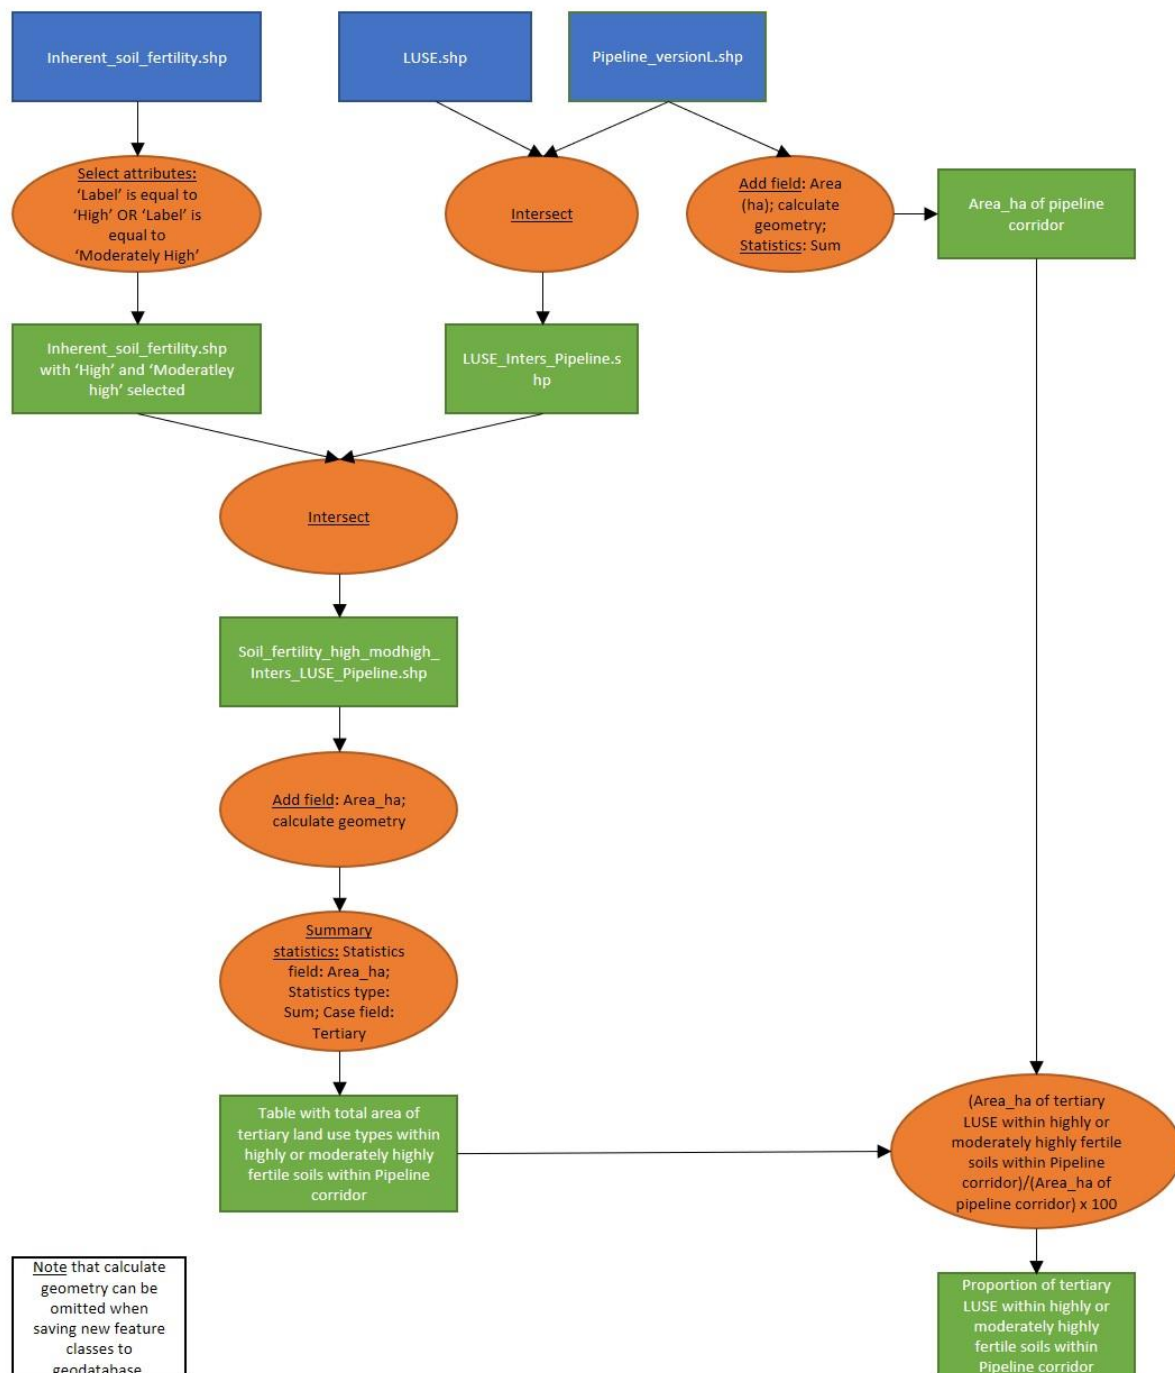 Inherent_soil_fertility.shp
LUSE.shp
Pipeline_versionL.shp
Select attributes:
‘Label’ is equal to
‘High’ OR ‘Label’ is
equal to
‘Moderately High’
Intersect
Add field: Area
(ha); calculate
geometry;
Statistics: Sum
Area_ha of pipeline
corridor
Inherent_soil_fertility.shp
with ‘High’ and ‘Moderatley
high’ selected
LUSE_Inters_Pipeline.s
hp
Intersect
Soil_fertility_high_modhigh_
Inters_LUSE_Pipeline.shp
Add field: Area_ha;
calculate geometry
Summary
statistics: Statistics
field: Area_ha;
Statistics type:
Sum; Case field:
Tertiary
Table with total area of
tertiary land use types within
highly or moderately highly
fertile soils within Pipeline
corridor
(Area_ha of tertiary
LUSE within highly or
moderately highly fertile
soils within Pipeline
corridor)/(Area_ha of
pipeline corridor) x 100
Note that calculate
geometry can be
omitted when
saving new feature
classes to
geodatabase
Proportion of tertiary
LUSE within highly or
moderately highly
fertile soils within
Pipeline corridor